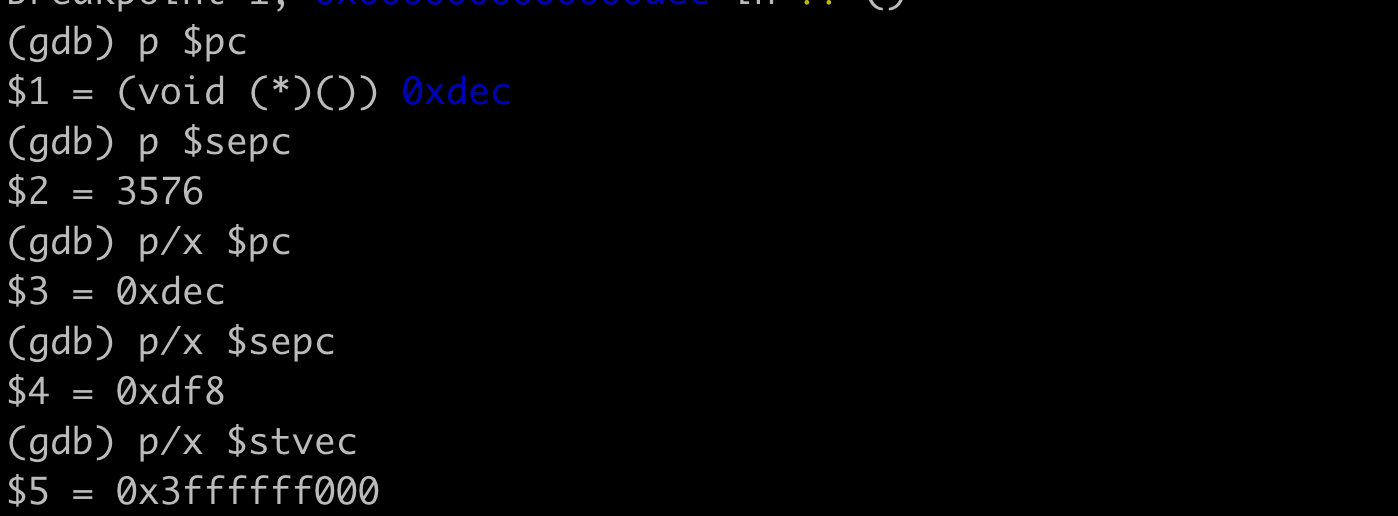 (gdb) p $pc
$1 = (void (*)()) 0xdec
(gdb) p $sepc
$2 = 3576
(gdb) p/x $pc
$3 = 0xdec
(gdb) p/x $sepc
$4 = 0xdf8
(gdb) p/x $stvec
$5 = 0x3ffffff000